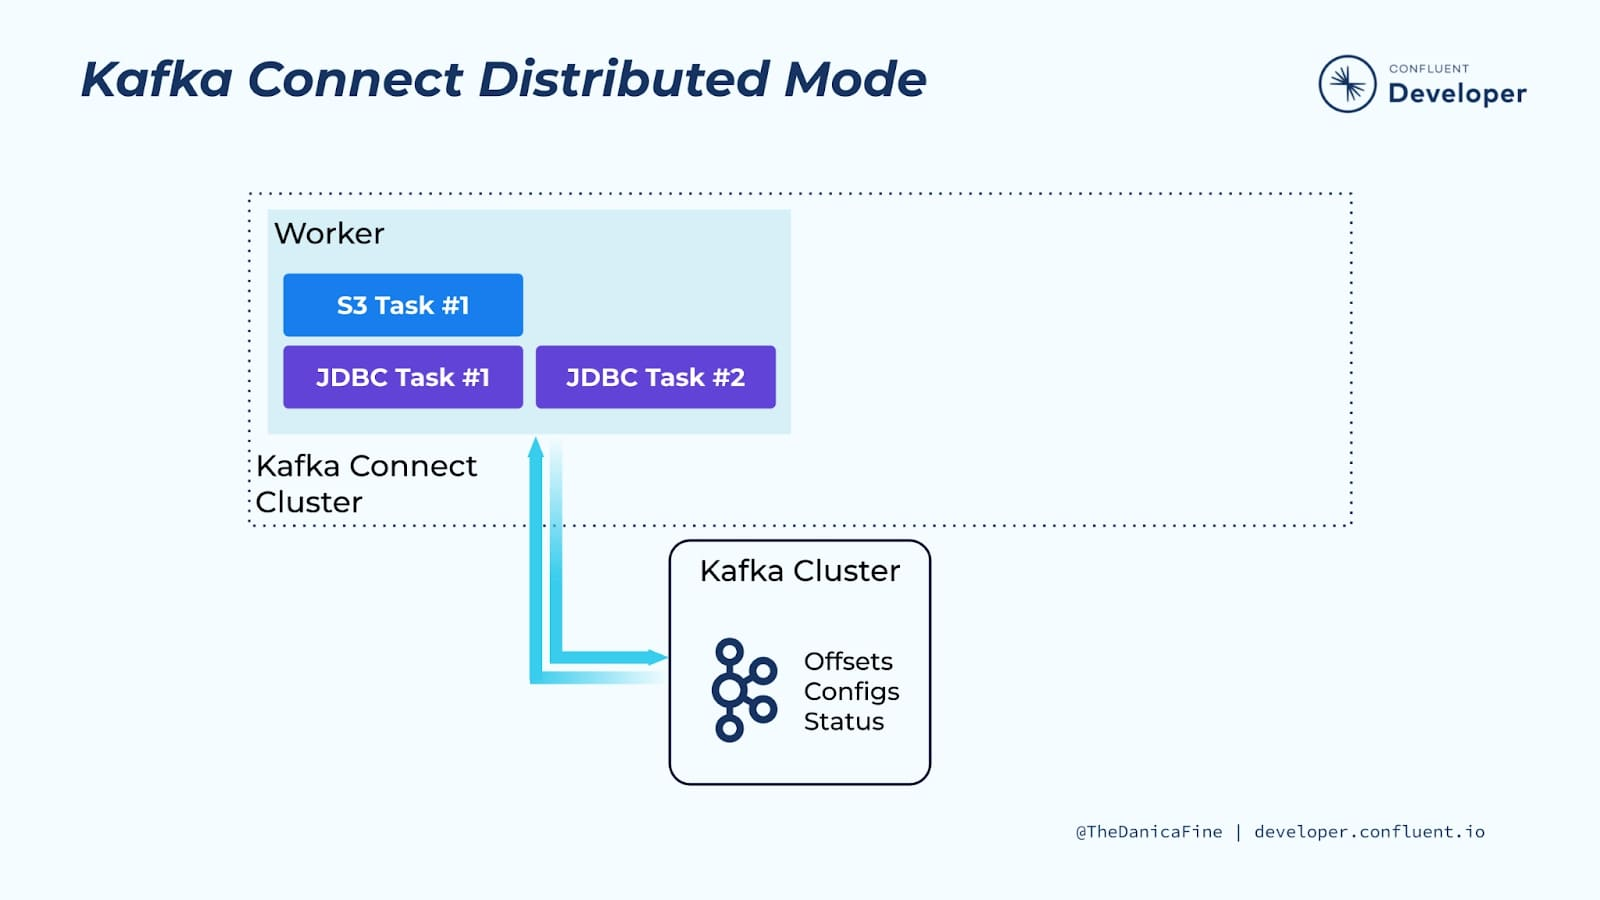 Kafka Connect Distributed Mode
CONFLUENT
Developer
Worker
S3 Task #1
JDBC Task #1
JDBC Task #2
Kafka Connect
Cluster
Kafka Cluster
Offsets
Configs
Status
@TheDanicaFine | developer.confluent.io